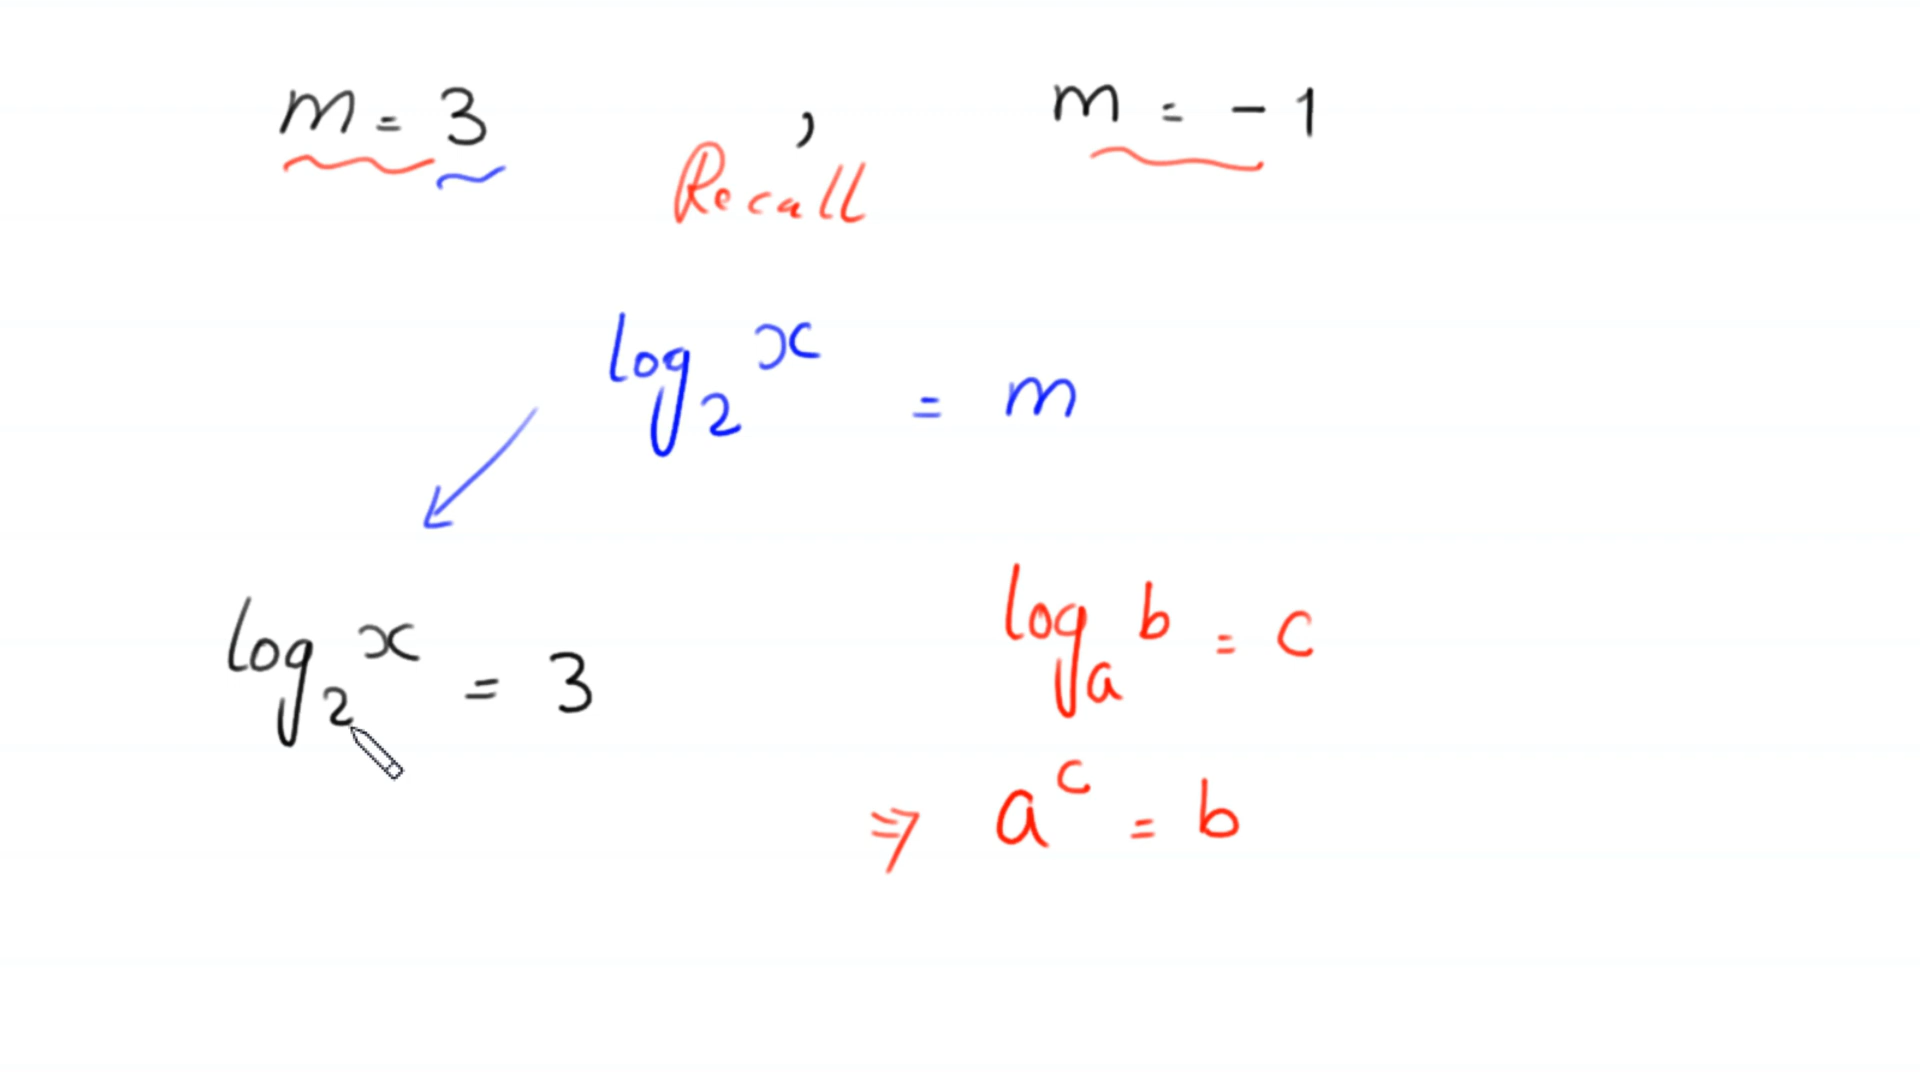 m = 3 , m = -1
Recall
log₂ x = m
log₂ x = 3
logₐ b = c
⇒ aᶜ = b